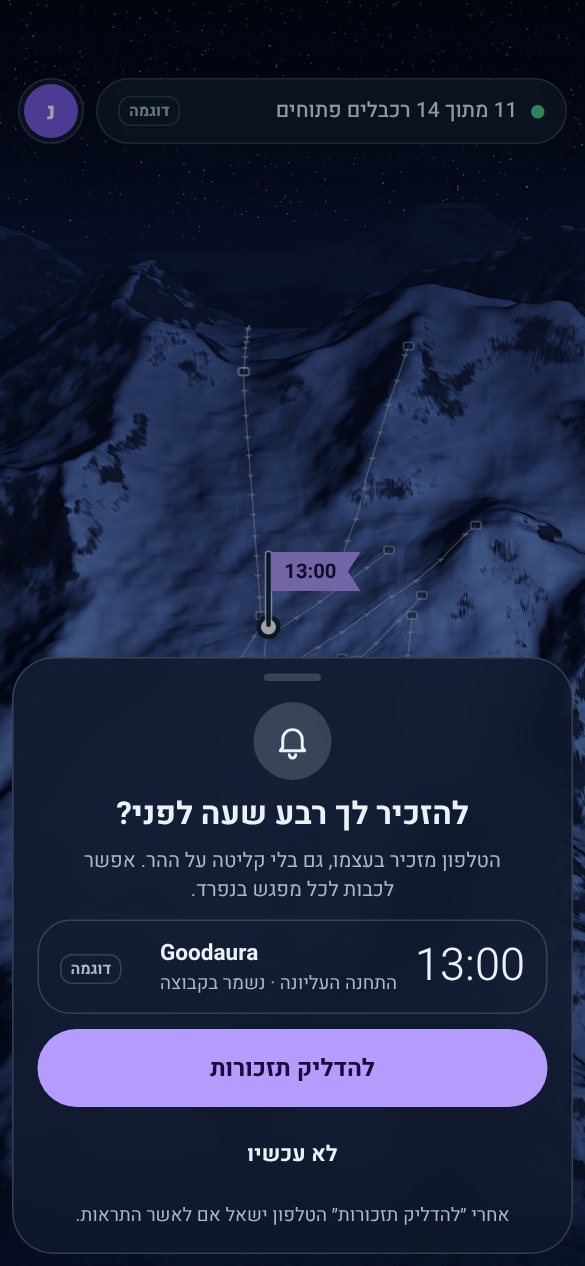 11 מתוך 14 רכבלים פתוחים
דוגמה
נ
13:00
להזכיר לך רבע שעה לפני?
הטלפון מזכיר בעצמו, גם בלי קליטה על ההר. אפשר
לכבות לכל מפגש בנפרד.
13:00
Goodaura
התחנה העליונה · נשמר בקבוצה
דוגמה
להדליק תזכורות
לא עכשיו
אחרי "להדליק תזכורות" הטלפון ישאל אם לאשר התראות.